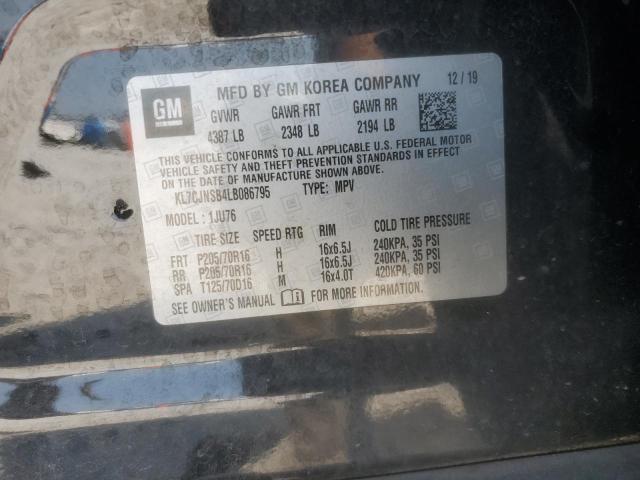 GM
MFD BY GM KOREA COMPANY 12/19
GVWR GAWR FRT GAWR RR
4387 LB 2348 LB 2194 LB
THIS VEHICLE CONFORMS TO ALL APPLICABLE U.S. FEDERAL MOTOR
VEHICLE SAFETY AND THEFT PREVENTION STANDARDS IN EFFECT ON
THE DATE OF MANUFACTURE SHOWN ABOVE.
KL7CJNSB4LB086795 TYPE: MPV
MODEL: 1JU76
TIRE SIZE SPEED RTG RIM COLD TIRE PRESSURE
FRT P205/70R16 H 16x6.5J 240KPA, 35 PSI
RR P205/70R16 H 16x6.5J 240KPA, 35 PSI
SPA T125/70D16 M 16x4.0T 420KPA, 60 PSI
SEE OWNER'S MANUAL FOR MORE INFORMATION.